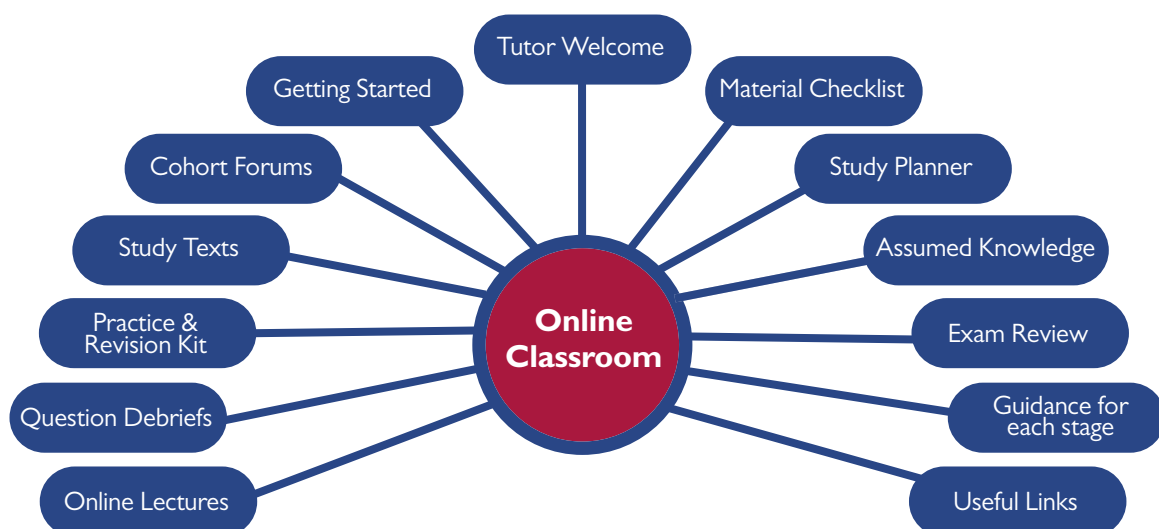 Tutor Welcome
Getting Started
Material Checklist
Cohort Forums
Study Planner
Study Texts
Assumed Knowledge
Practice &
Revision Kit
Online
Classroom
Exam Review
Question Debriefs
Guidance for
each stage
Online Lectures
Useful Links